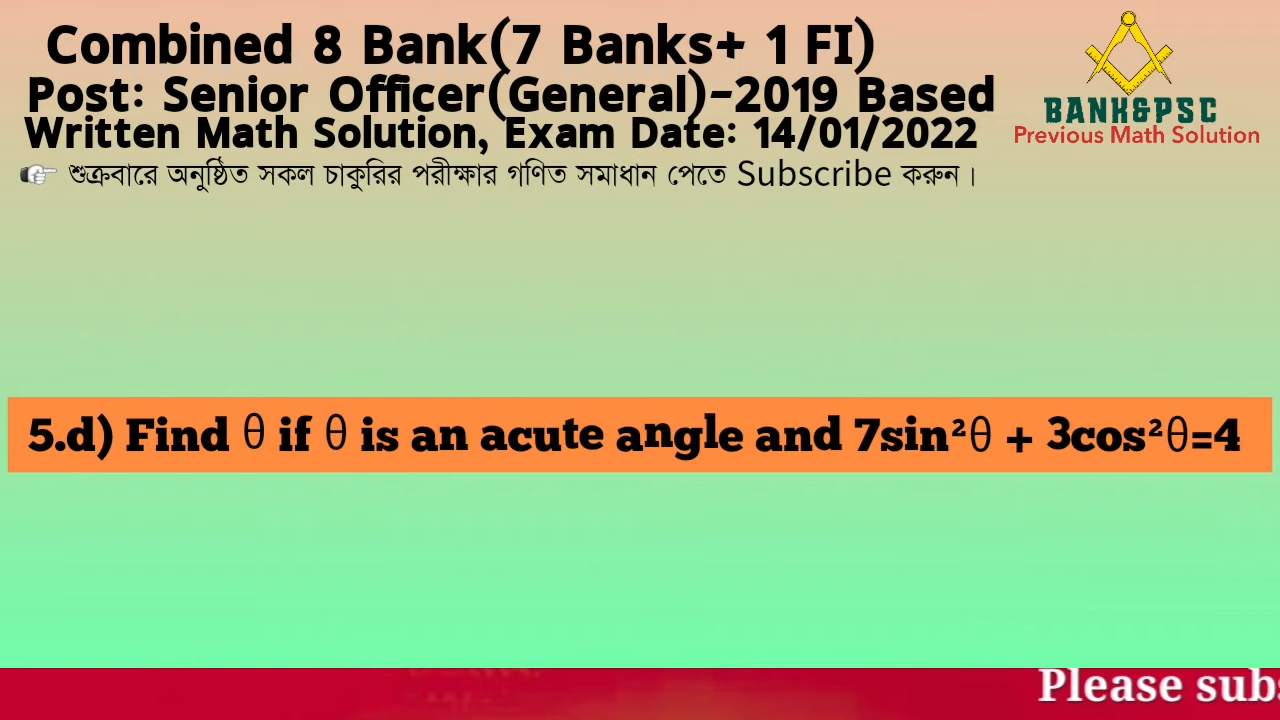 Combined 8 Bank(7 Banks+ 1 FI)
Post: Senior Officer(General)-2019 Based
Written Math Solution, Exam Date: 14/01/2022
BANK&PSC
Previous Math Solution
👉 শুক্রবারে অনুষ্ঠিত সকল চাকুরির পরীক্ষার গণিত সমাধান পেতে Subscribe করুন।
5.d) Find θ if θ is an acute angle and 7sin²θ + 3cos²θ=4
Please subs